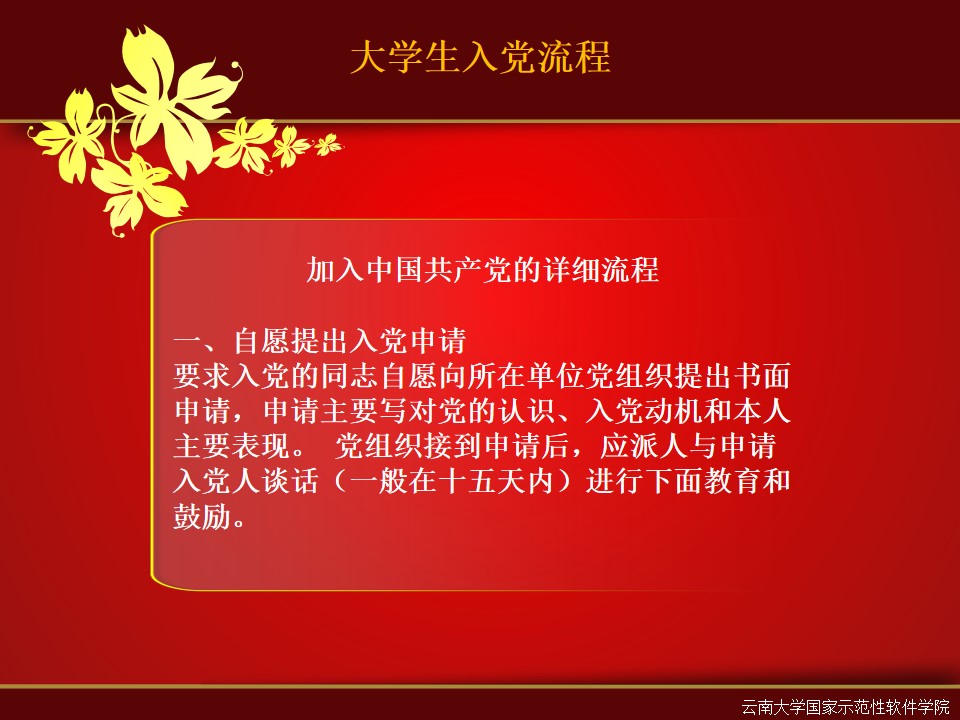 大学生入党流程
加入中国共产党的详细流程
一、自愿提出入党申请
要求入党的同志自愿向所在单位党组织提出书面
申请，申请主要写对党的认识、入党动机和本人
主要表现。 党组织接到申请后，应派人与申请
入党人谈话（一般在十五天内）进行下面教育和
鼓励。
云南大学国家示范性软件学院